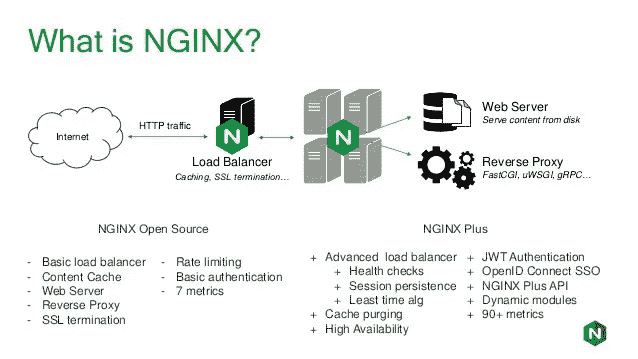 What is NGINX?
Internet
HTTP traffic
N
Load Balancer
Caching, SSL termination...
N
Web Server
Serve content from disk
Reverse Proxy
FastCGI, uWSGI, gRPC...
NGINX Open Source
- Basic load balancer
- Content Cache
- Web Server
- Reverse Proxy
- SSL termination
- Rate limiting
- Basic authentication
- 7 metrics
NGINX Plus
+ Advanced load balancer
+ Health checks
+ Session persistence
+ Least time alg
+ Cache purging
+ High Availability
+ JWT Authentication
+ OpenID Connect SSO
+ NGINX Plus API
+ Dynamic modules
+ 90+ metrics
N